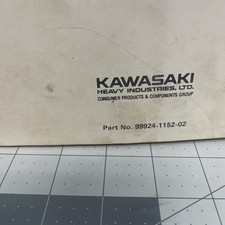 KAWASAKI
HEAVY INDUSTRIES, LTD.
CONSUMER PRODUCTS & COMPONENTS GROUP
Part No. 99924-1152-02